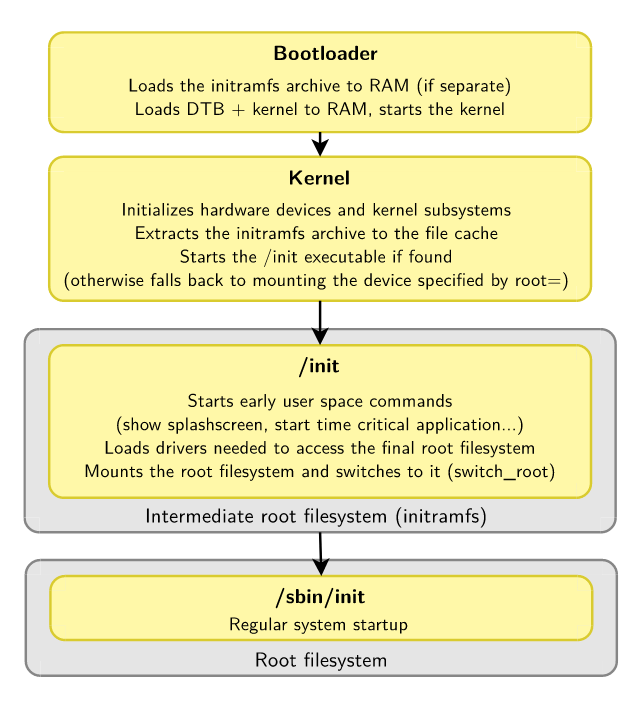 Bootloader
Loads the initramfs archive to RAM (if separate)
Loads DTB + kernel to RAM, starts the kernel
Kernel
Initializes hardware devices and kernel subsystems
Extracts the initramfs archive to the file cache
Starts the /init executable if found
(otherwise falls back to mounting the device specified by root=)
/init
Starts early user space commands
(show splashscreen, start time critical application...)
Loads drivers needed to access the final root filesystem
Mounts the root filesystem and switches to it (switch_root)
Intermediate root filesystem (initramfs)
/sbin/init
Regular system startup
Root filesystem